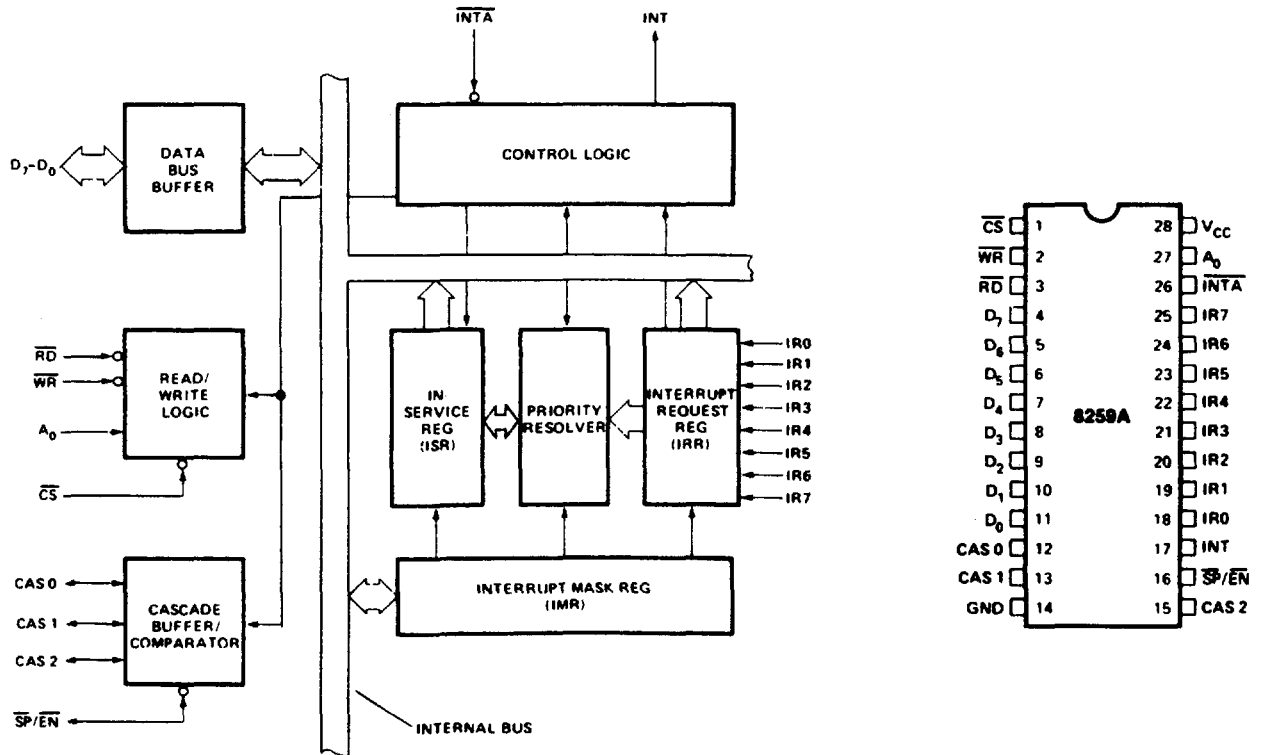 INTA
INT
D7-D0
DATA
BUS
BUFFER
CONTROL LOGIC
RD
WR
A0
CS
READ/
WRITE
LOGIC
IN
SERVICE
REG
(ISR)
PRIORITY
RESOLVER
INTERRUPT
REQUEST
REG
(IRR)
IR0
IR1
IR2
IR3
IR4
IR5
IR6
IR7
CAS 0
CAS 1
CAS 2
SP/EN
CASCADE
BUFFER/
COMPARATOR
INTERRUPT MASK REG
(IMR)
INTERNAL BUS
CS 1 28 VCC
WR 2 27 A0
RD 3 26 INTA
D7 4 25 IR7
D6 5 24 IR6
D5 6 23 IR5
D4 7 22 IR4
8259A
D3 8 21 IR3
D2 9 20 IR2
D1 10 19 IR1
D0 11 18 IR0
CAS 0 12 17 INT
CAS 1 13 16 SP/EN
GND 14 15 CAS 2